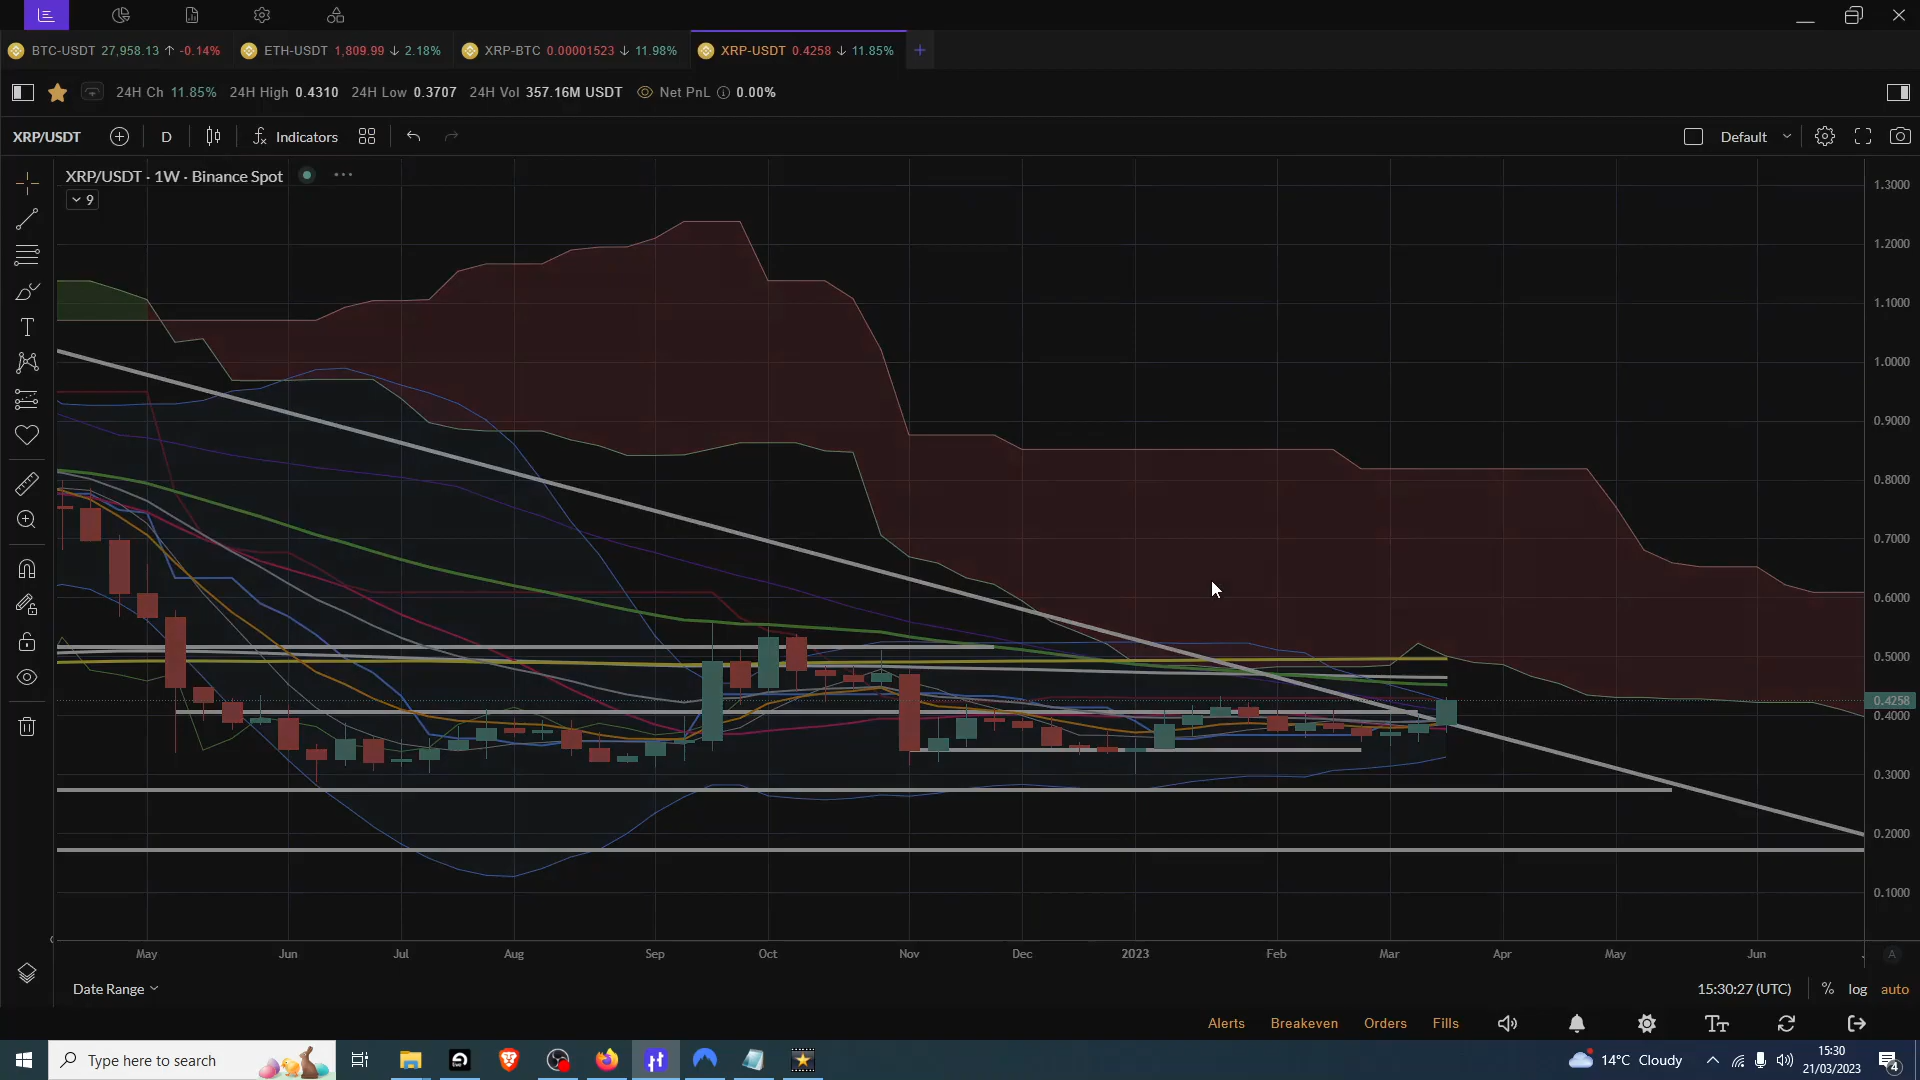 BTC-USDT 27,958.13 ↑ -0.14% ETH-USDT 1,809.99 ↓ 2.18% XRP-BTC 0.00001523 ↓ 11.98% XRP-USDT 0.4258 ↓ 11.85% +
24H Ch 11.85% 24H High 0.4310 24H Low 0.3707 24H Vol 357.16M USDT Net PnL 0.00%
XRP/USDT D Indicators Default
XRP/USDT · 1W · Binance Spot
9
1.3000
1.2000
1.1000
1.0000
0.9000
0.8000
0.7000
0.6000
0.5000
0.4258
0.4000
0.3000
0.2000
0.1000
May Jun Jul Aug Sep Oct Nov Dec 2023 Feb Mar Apr May Jun A
Date Range 15:30:27 (UTC) % log auto
Alerts Breakeven Orders Fills
Type here to search 14°C Cloudy 15:30
21/03/2023
4